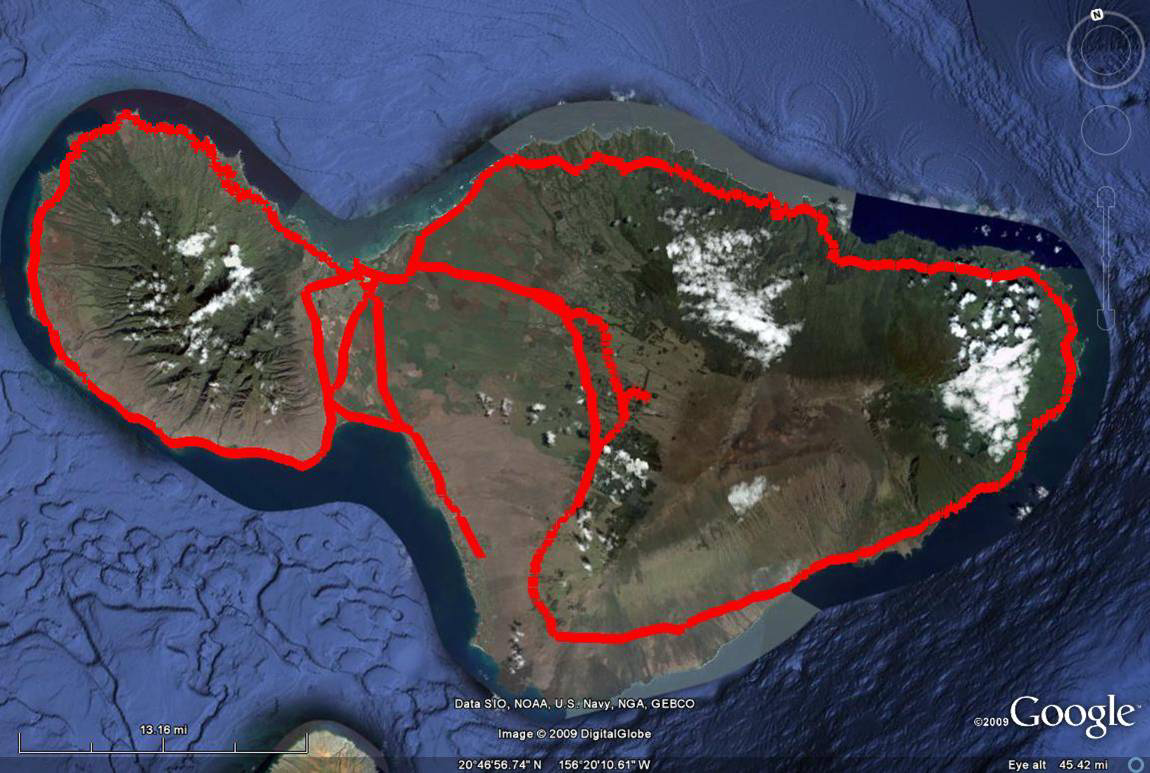 N
Data SIO, NOAA, U.S. Navy, NGA, GEBCO
©2009 Google™
13.16 mi
Image © 2009 DigitalGlobe
20°46'56.74" N 156°20'10.61" W
Eye alt 45.42 mi